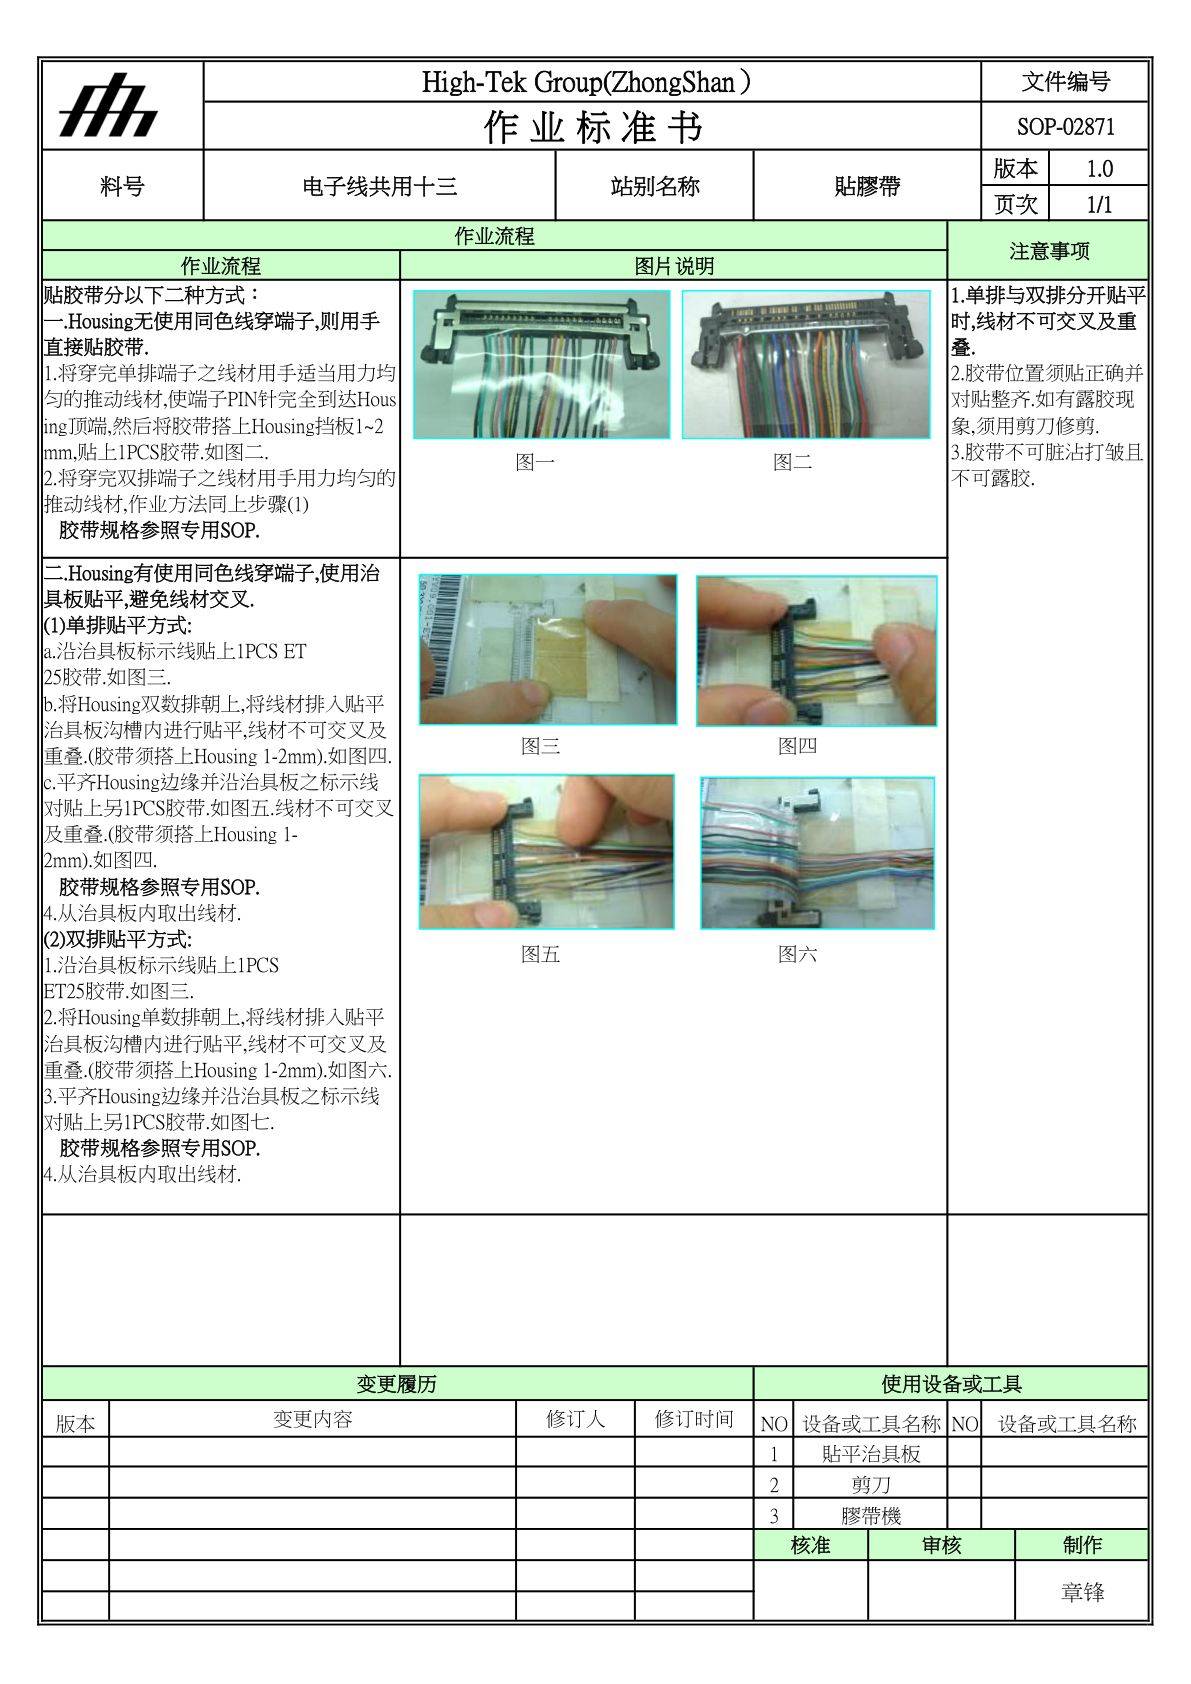 High-Tek Group(ZhongShan）
文件编号
作 业 标 准 书
SOP-02871
料号
电子线共用十三
站别名称
貼膠帶
版本
1.0
页次
1/1
作业流程
注意事项
作业流程
图片说明
贴胶带分以下二种方式：
一.Housing无使用同色线穿端子,则用手
直接贴胶带.
1.将穿完单排端子之线材用手适当用力均
匀的推动线材,使端子PIN针完全到达Hous
ing顶端,然后将胶带搭上Housing挡板1~2
mm,贴上1PCS胶带.如图二.
2.将穿完双排端子之线材用手用力均匀的
推动线材,作业方法同上步骤(1)
胶带规格参照专用SOP.
图一
图二
1.单排与双排分开贴平
时,线材不可交叉及重
叠.
2.胶带位置须贴正确并
对贴整齐.如有露胶现
象,须用剪刀修剪.
3.胶带不可脏沾打皱且
不可露胶.
二.Housing有使用同色线穿端子,使用治
具板贴平,避免线材交叉.
(1)单排贴平方式:
a.沿治具板标示线贴上1PCS ET
25胶带.如图三.
b.将Housing双数排朝上,将线材排入贴平
治具板沟槽内进行贴平,线材不可交叉及
重叠.(胶带须搭上Housing 1-2mm).如图四.
c.平齐Housing边缘并沿治具板之标示线
对贴上另1PCS胶带.如图五.线材不可交叉
及重叠.(胶带须搭上Housing 1-
2mm).如图四.
胶带规格参照专用SOP.
4.从治具板内取出线材.
(2)双排贴平方式:
1.沿治具板标示线贴上1PCS
ET25胶带.如图三.
2.将Housing单数排朝上,将线材排入贴平
治具板沟槽内进行贴平,线材不可交叉及
重叠.(胶带须搭上Housing 1-2mm).如图六.
3.平齐Housing边缘并沿治具板之标示线
对贴上另1PCS胶带.如图七.
胶带规格参照专用SOP.
4.从治具板内取出线材.
图三
图四
图五
图六
变更履历
使用设备或工具
版本
变更内容
修订人
修订时间
NO
设备或工具名称
NO
设备或工具名称
1
貼平治具板
2
剪刀
3
膠帶機
核准
审核
制作
章锋